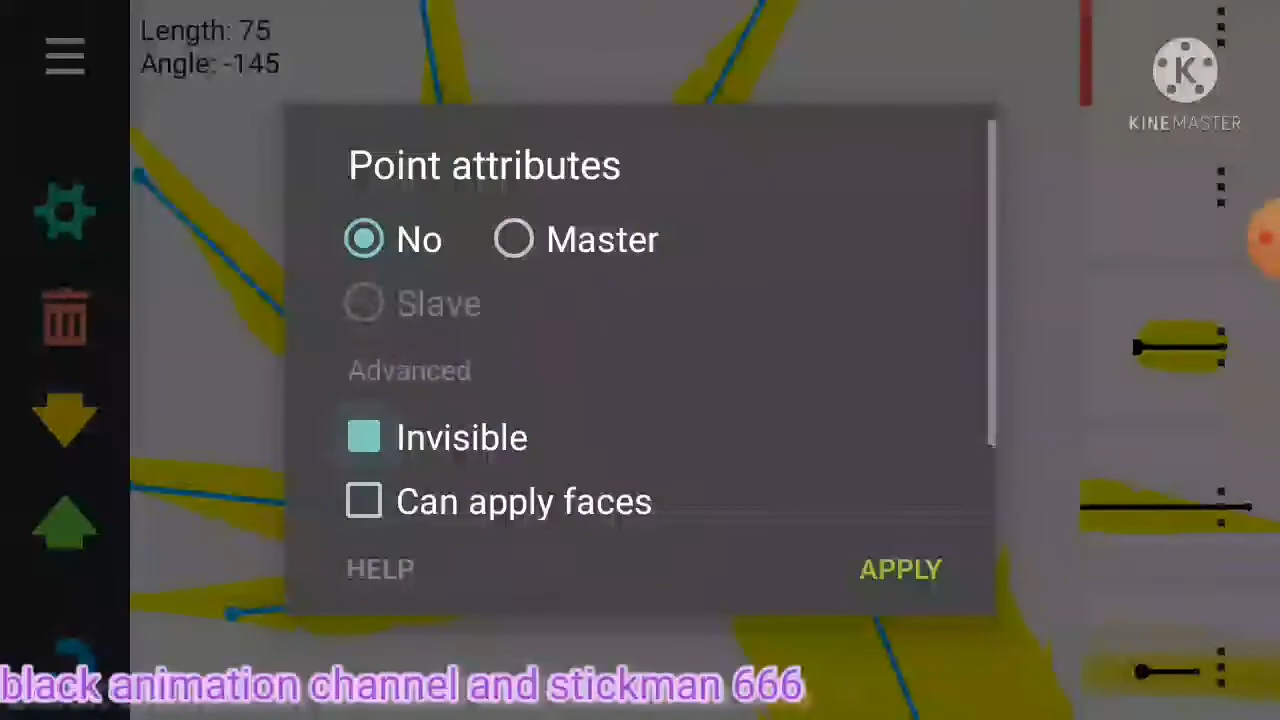 Length: 75
Angle: -145
KINEMASTER
Point attributes
No
Master
Slave
Advanced
Invisible
Can apply faces
HELP
APPLY
black animation channel and stickman 666